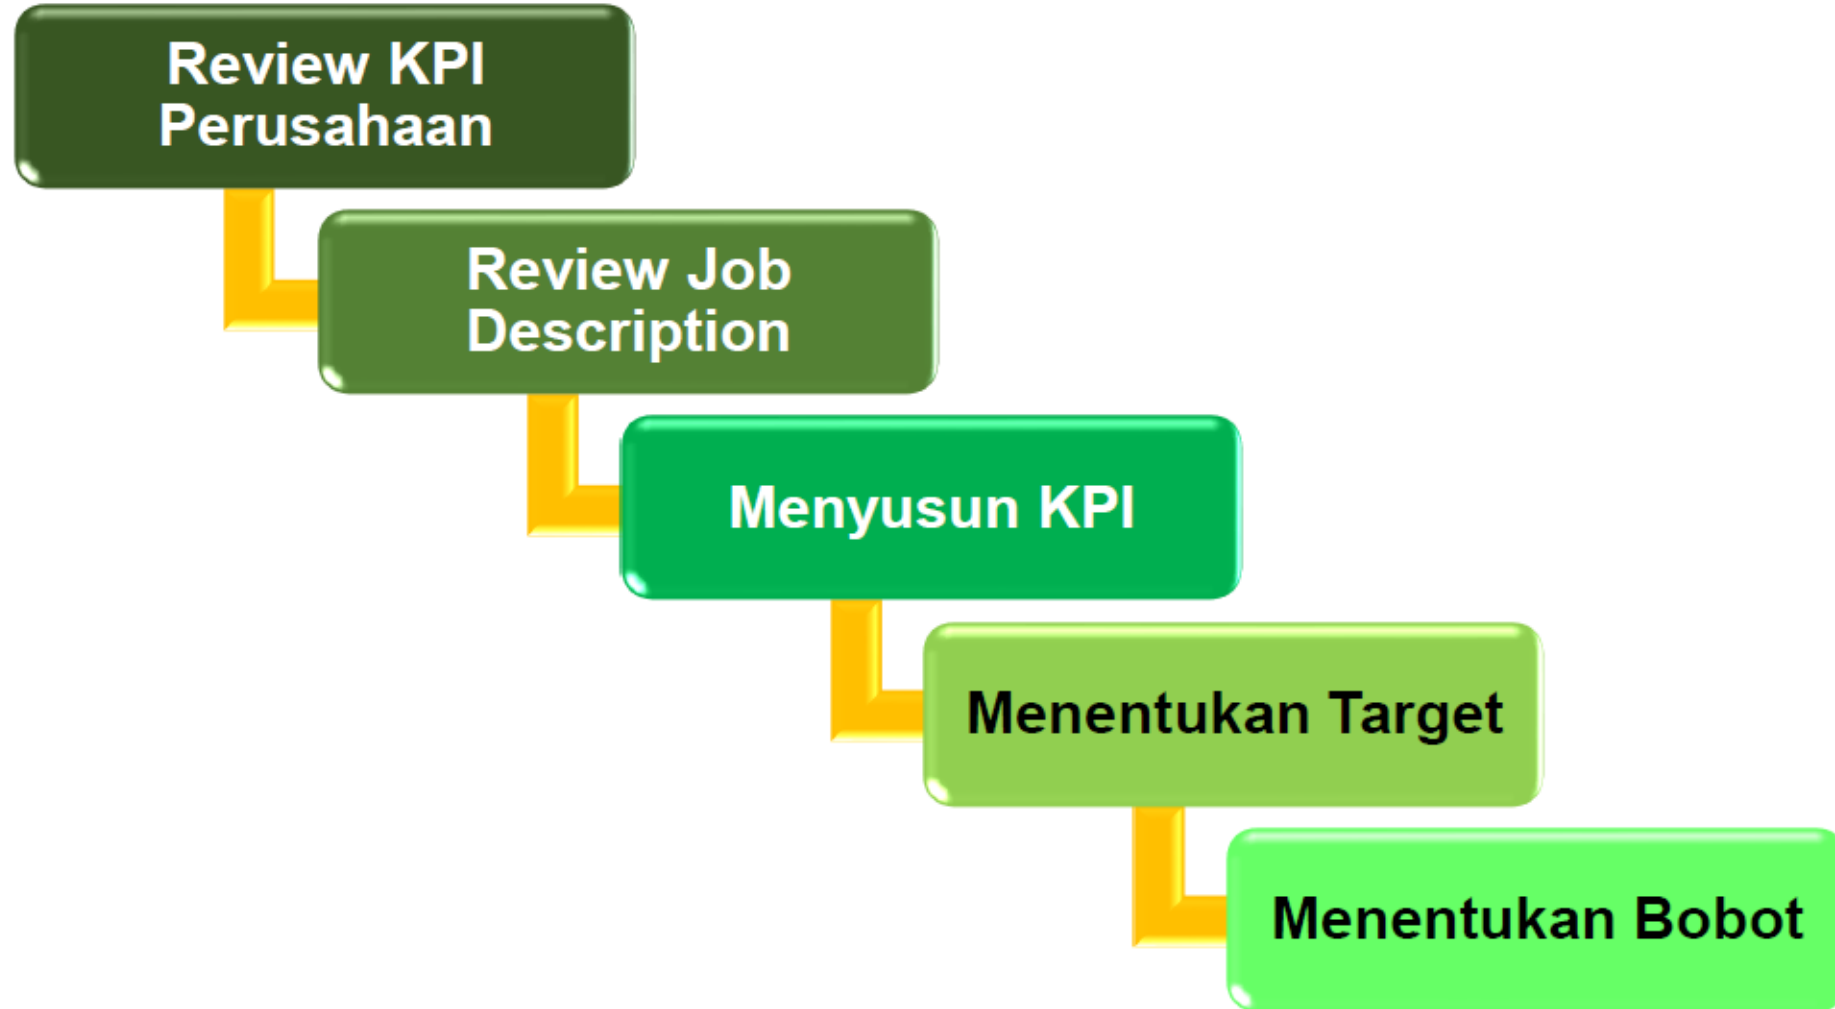 Review KPI
Perusahaan
Review Job
Description
Menyusun KPI
Menentukan Target
Menentukan Bobot